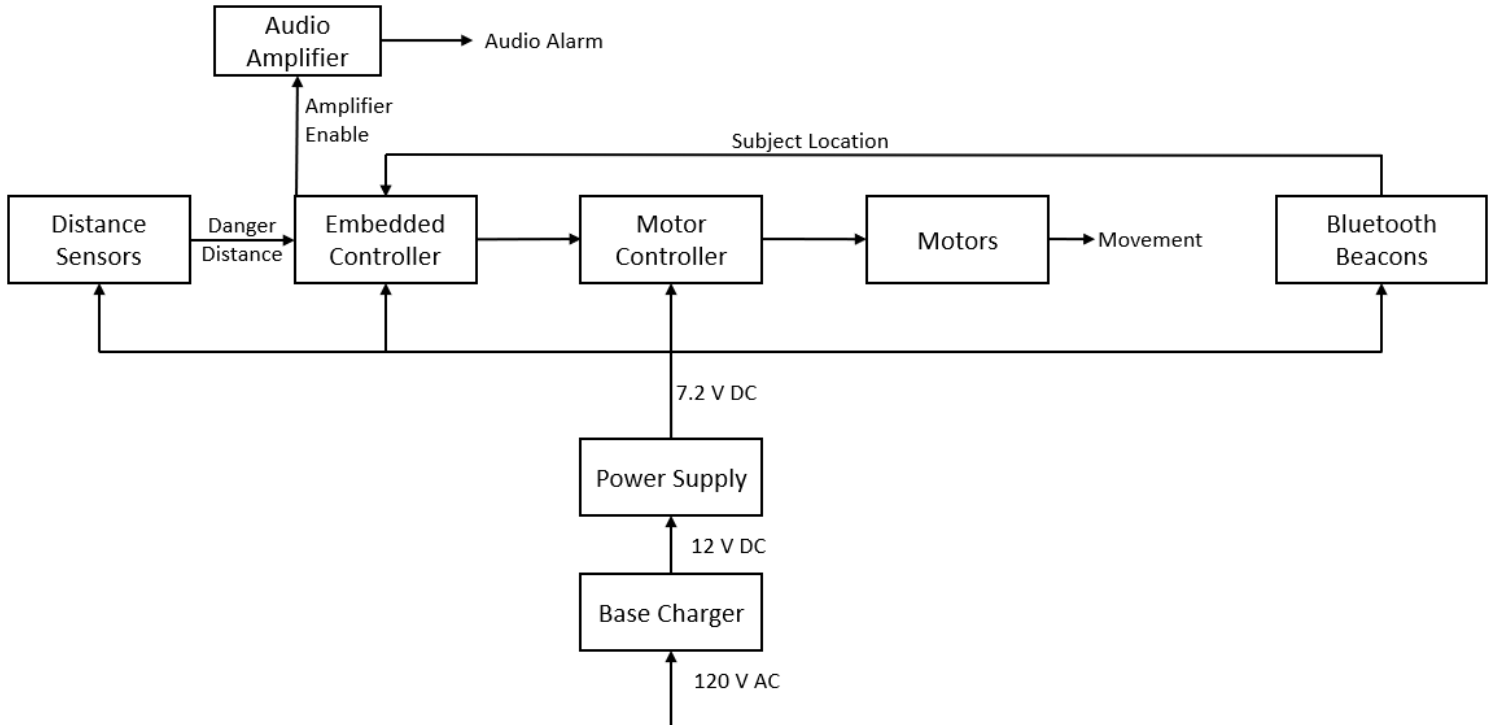 Audio
Amplifier
Audio Alarm
Amplifier
Enable
Subject Location
Distance
Sensors
Danger
Distance
Embedded
Controller
Motor
Controller
Motors
Movement
Bluetooth
Beacons
7.2 V DC
Power Supply
12 V DC
Base Charger
120 V AC